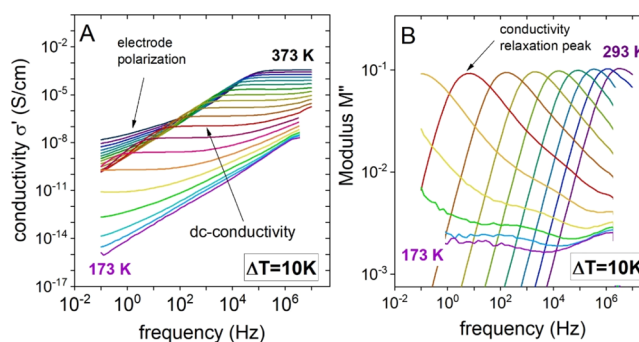 A
electrode
polarization
373 K
dc-conductivity
173 K
ΔT=10K
conductivity σ' (S/cm)
10⁻²
10⁻⁵
10⁻⁸
10⁻¹¹
10⁻¹⁴
10⁻¹⁷
10⁻² 10⁰ 10² 10⁴ 10⁶
frequency (Hz)
B
conductivity
relaxation peak
293 K
173 K
ΔT=10K
Modulus M''
10⁻¹
10⁻²
10⁻³
10⁻² 10⁰ 10² 10⁴ 10⁶
frequency (Hz)